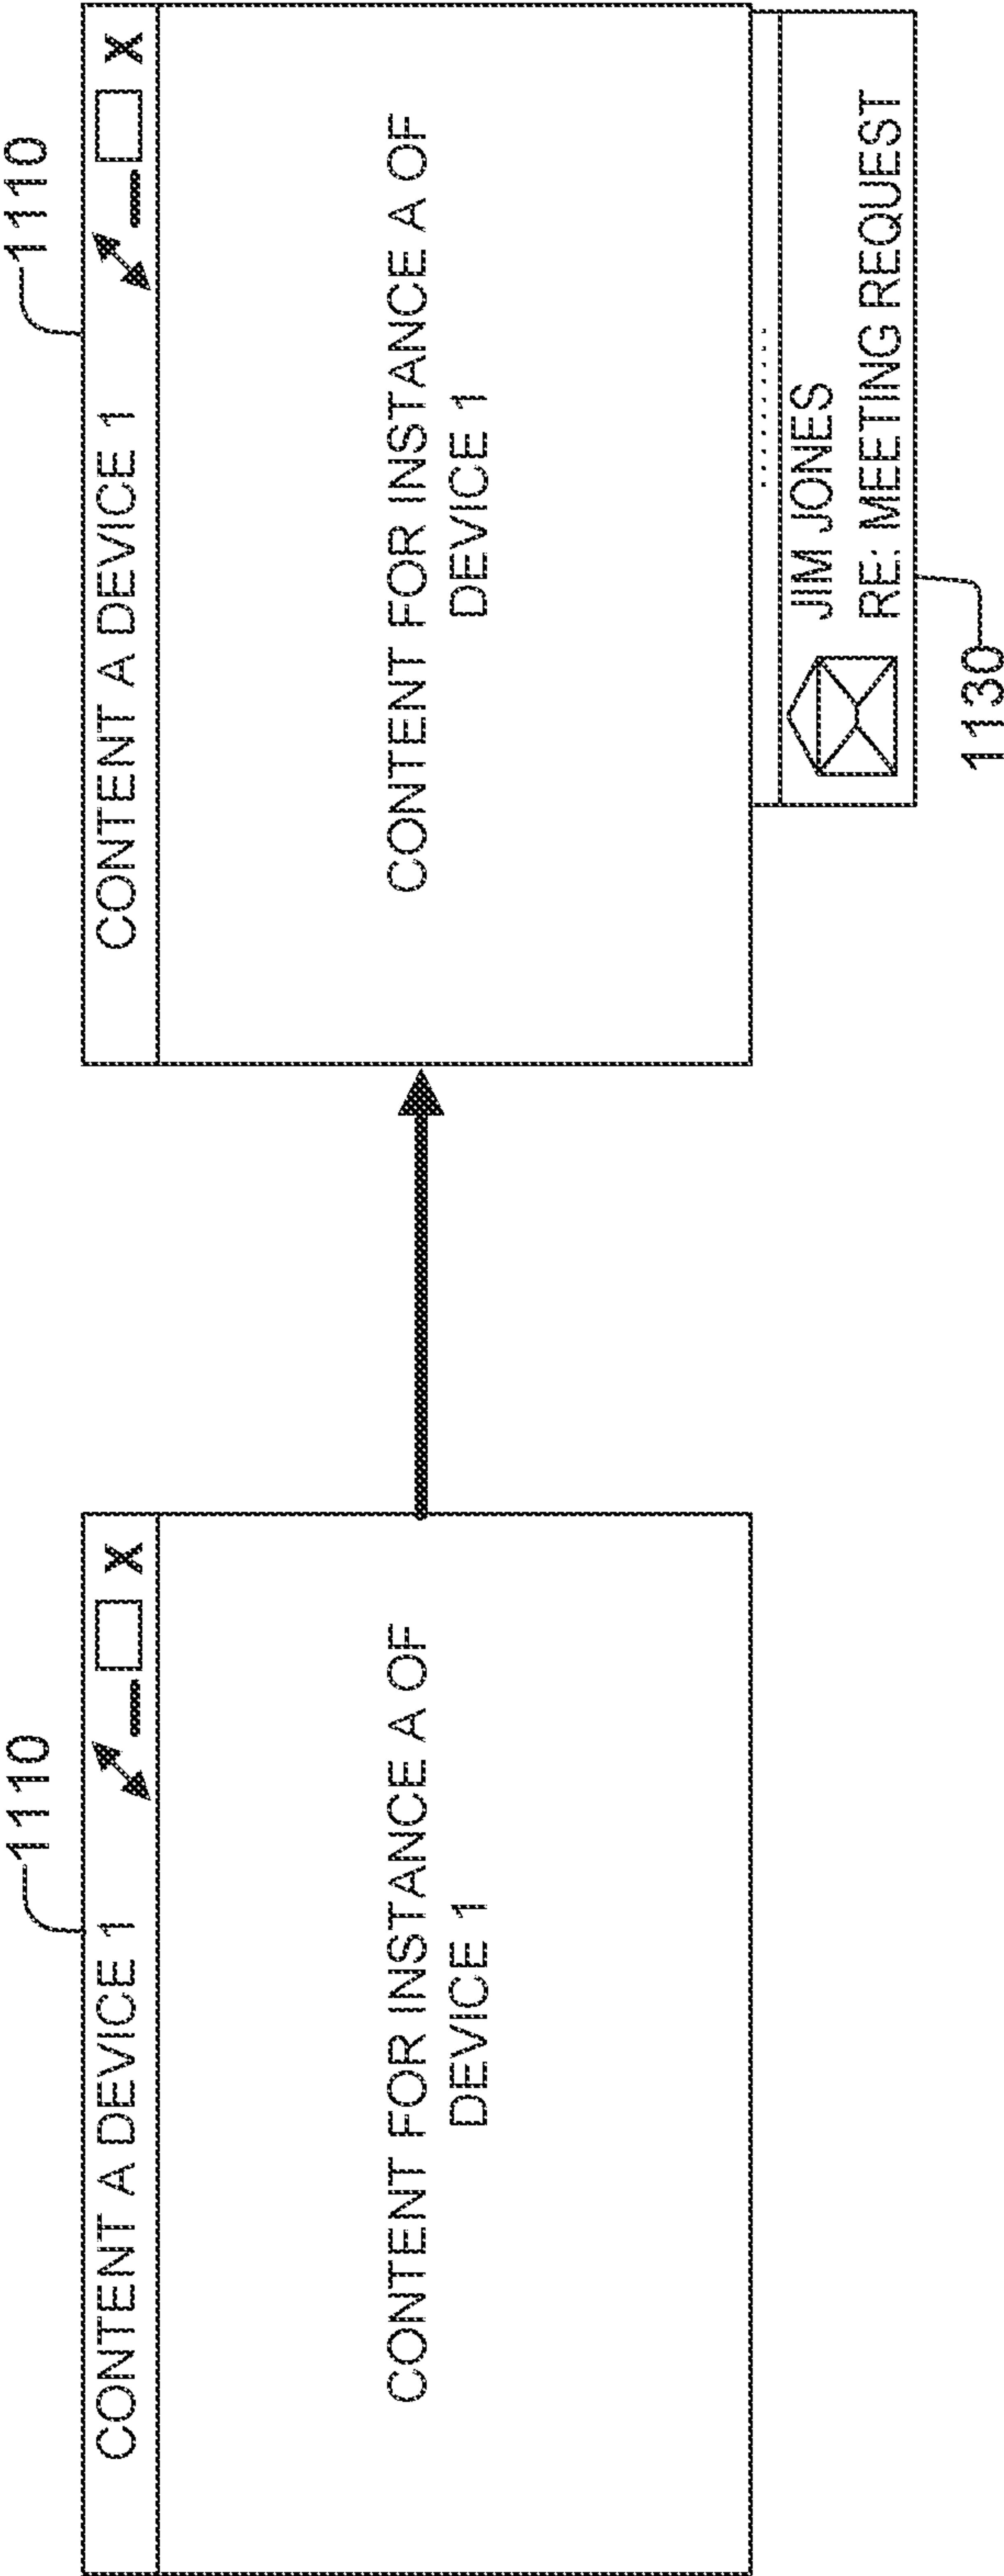 1110
CONTENT A DEVICE 1
X
CONTENT FOR INSTANCE A OF
DEVICE 1
1110
CONTENT A DEVICE 1
X
CONTENT FOR INSTANCE A OF
DEVICE 1
JIM JONES
RE: MEETING REQUEST
1130